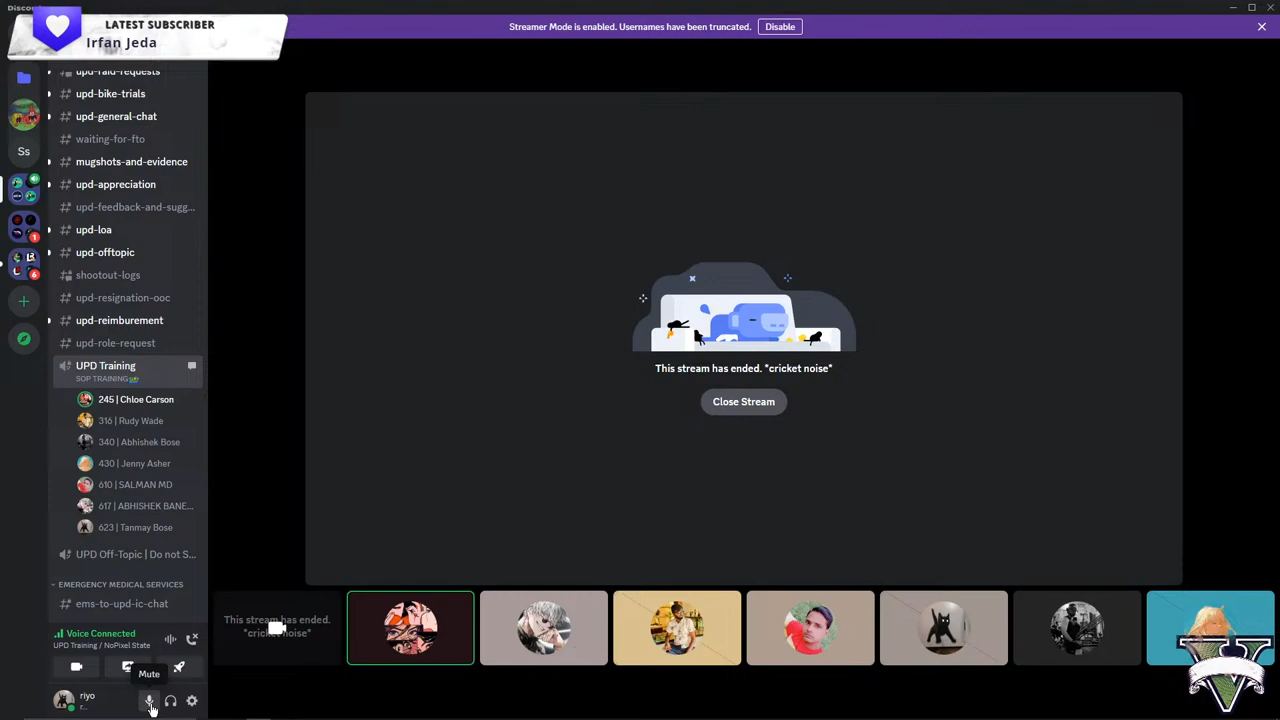 Discord
LATEST SUBSCRIBER
Irfan Jeda
Streamer Mode is enabled. Usernames have been truncated.
Disable
upd-raid-requests
upd-bike-trials
upd-general-chat
waiting-for-fto
Ss
mugshots-and-evidence
upd-appreciation
upd-feedback-and-sugg...
upd-loa
1
upd-offtopic
6
shootout-logs
upd-resignation-ooc
upd-reimburement
upd-role-request
UPD Training
SOP TRAINING
245 | Chloe Carson
316 | Rudy Wade
340 | Abhishek Bose
430 | Jenny Asher
610 | SALMAN MD
617 | ABHISHEK BANE...
623 | Tanmay Bose
UPD Off-Topic | Do not S...
EMERGENCY MEDICAL SERVICES
ems-to-upd-ic-chat
Voice Connected
UPD Training / NoPixel State
Mute
riyo
r...
This stream has ended. *cricket noise*
Close Stream
This stream has ended.
*cricket noise*
V